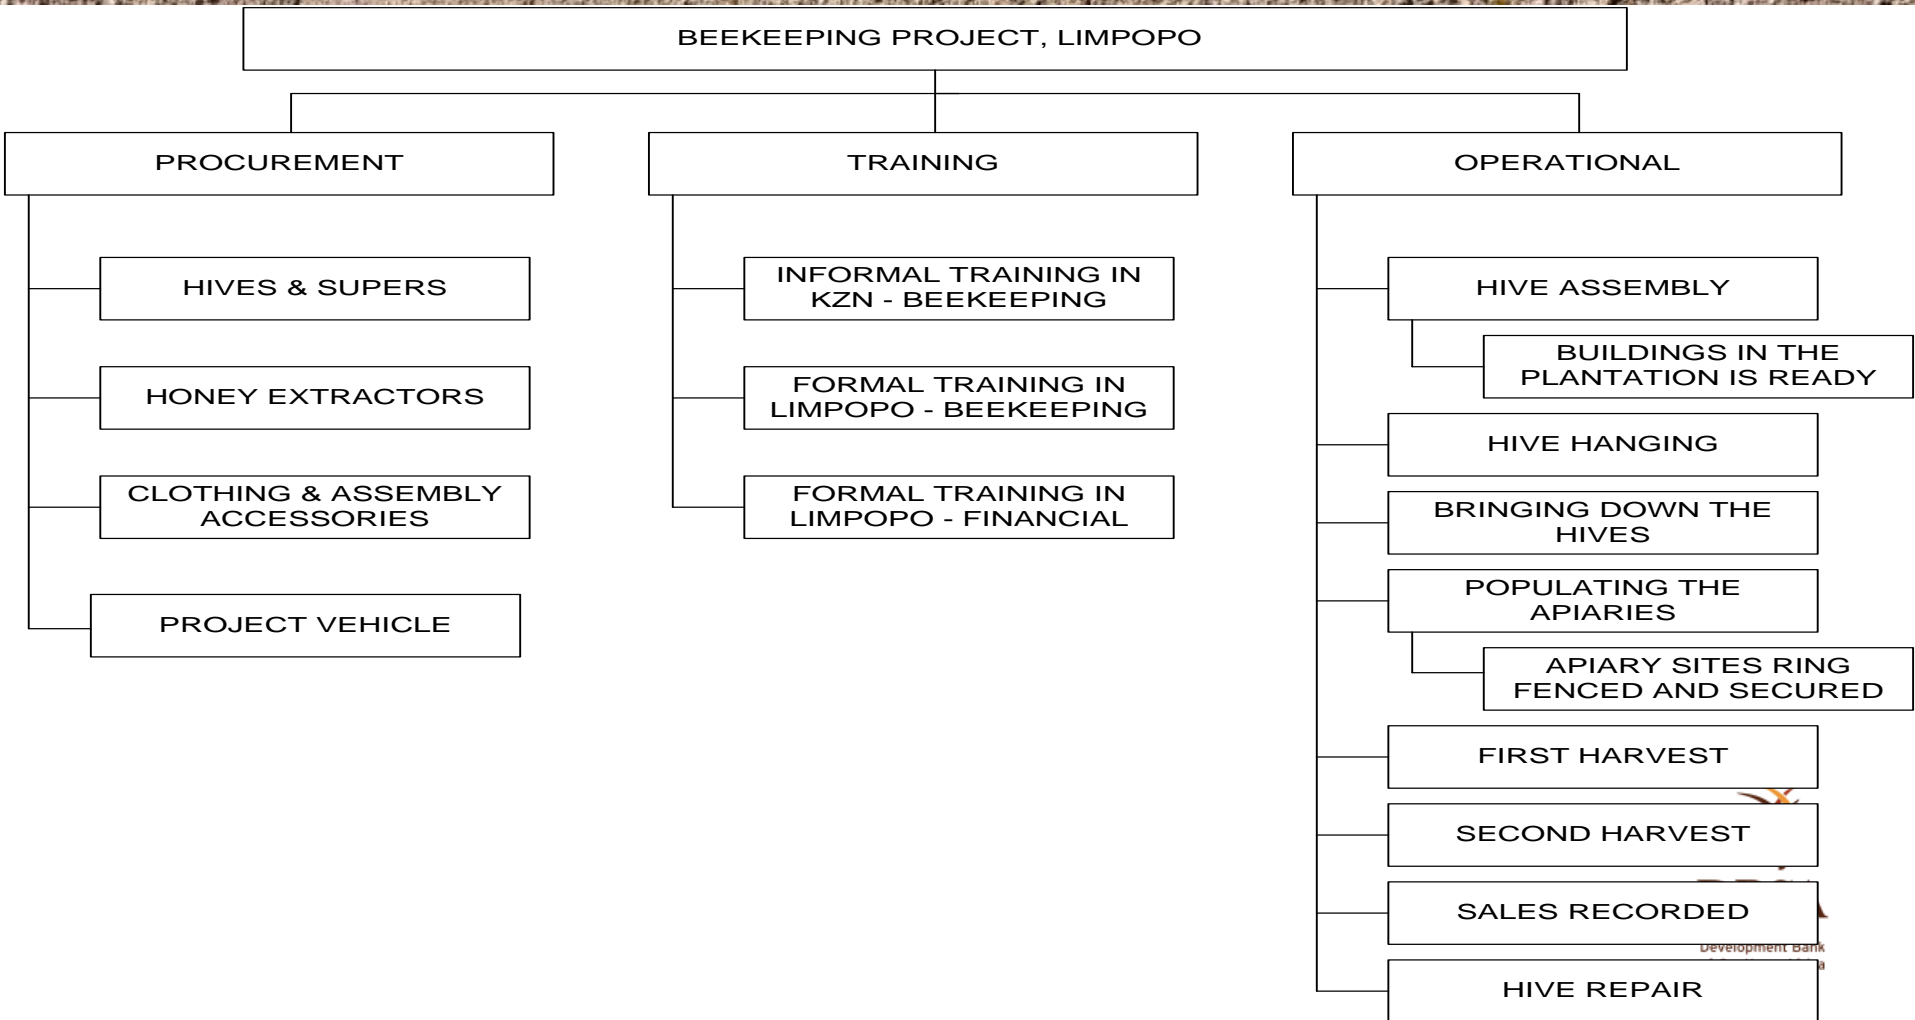 BEEKEEPING PROJECT, LIMPOPO
PROCUREMENT
HIVES & SUPERS
HONEY EXTRACTORS
CLOTHING & ASSEMBLY
ACCESSORIES
PROJECT VEHICLE
TRAINING
INFORMAL TRAINING IN
KZN - BEEKEEPING
FORMAL TRAINING IN
LIMPOPO - BEEKEEPING
FORMAL TRAINING IN
LIMPOPO - FINANCIAL
OPERATIONAL
HIVE ASSEMBLY
BUILDINGS IN THE
PLANTATION IS READY
HIVE HANGING
BRINGING DOWN THE
HIVES
POPULATING THE
APIARIES
APIARY SITES RING
FENCED AND SECURED
FIRST HARVEST
SECOND HARVEST
SALES RECORDED
Development Bank
HIVE REPAIR